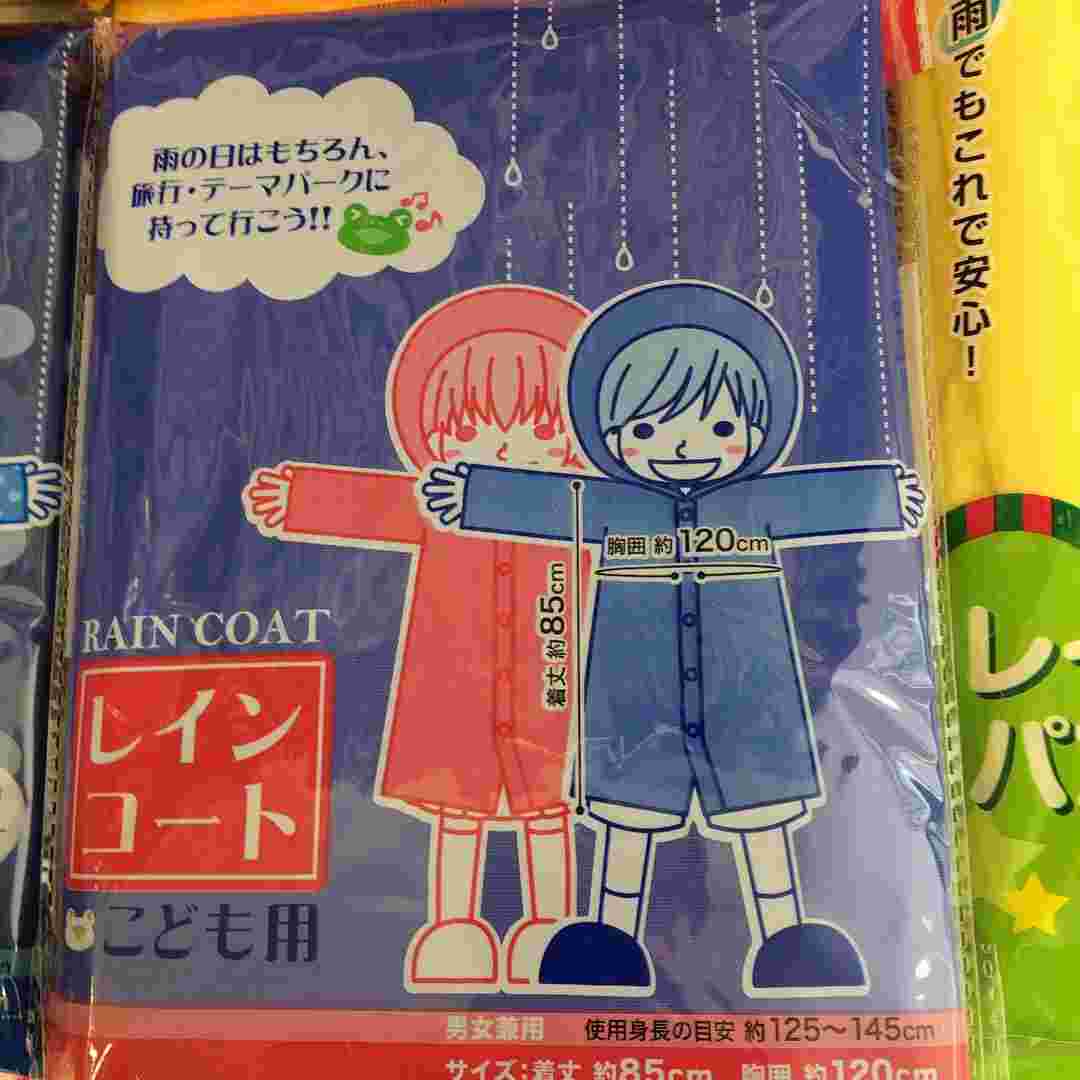 雨の日はもちろん、
旅行・テーマパークに
持って行こう!!
胸囲 約120cm
着丈 約85cm
RAIN COAT
レイン
コート
こども用
男女兼用 使用身長の目安 約125〜145cm
サイズ:着丈 約85cm 胸囲 約120cm
雨でもこれで安心!
レ
パ